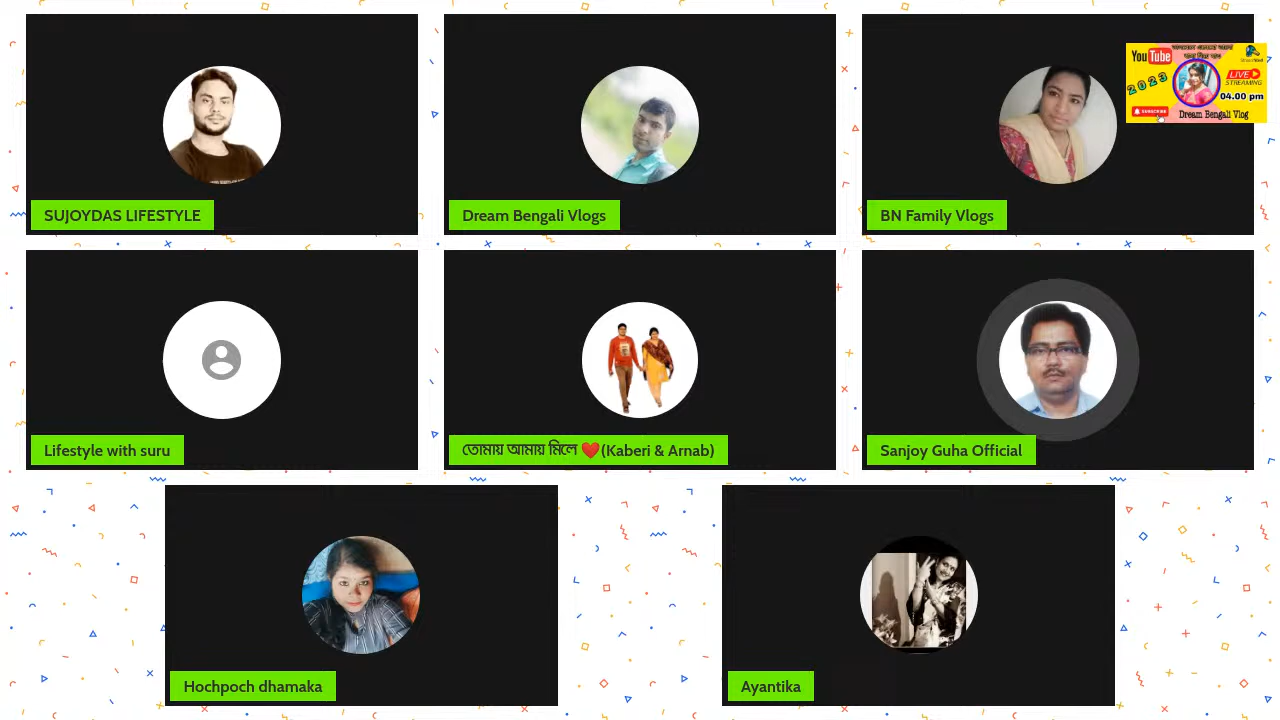 SUJOYDAS LIFESTYLE
Dream Bengali Vlogs
BN Family Vlogs
YouTube
2023
LIVE
STREAMING
04.00 pm
SUBSCRIBE
Dream Bengali Vlog
Lifestyle with suru
তোমায় আমায় মিলে ❤️(Kaberi & Arnab)
Sanjoy Guha Official
Hochpoch dhamaka
Ayantika